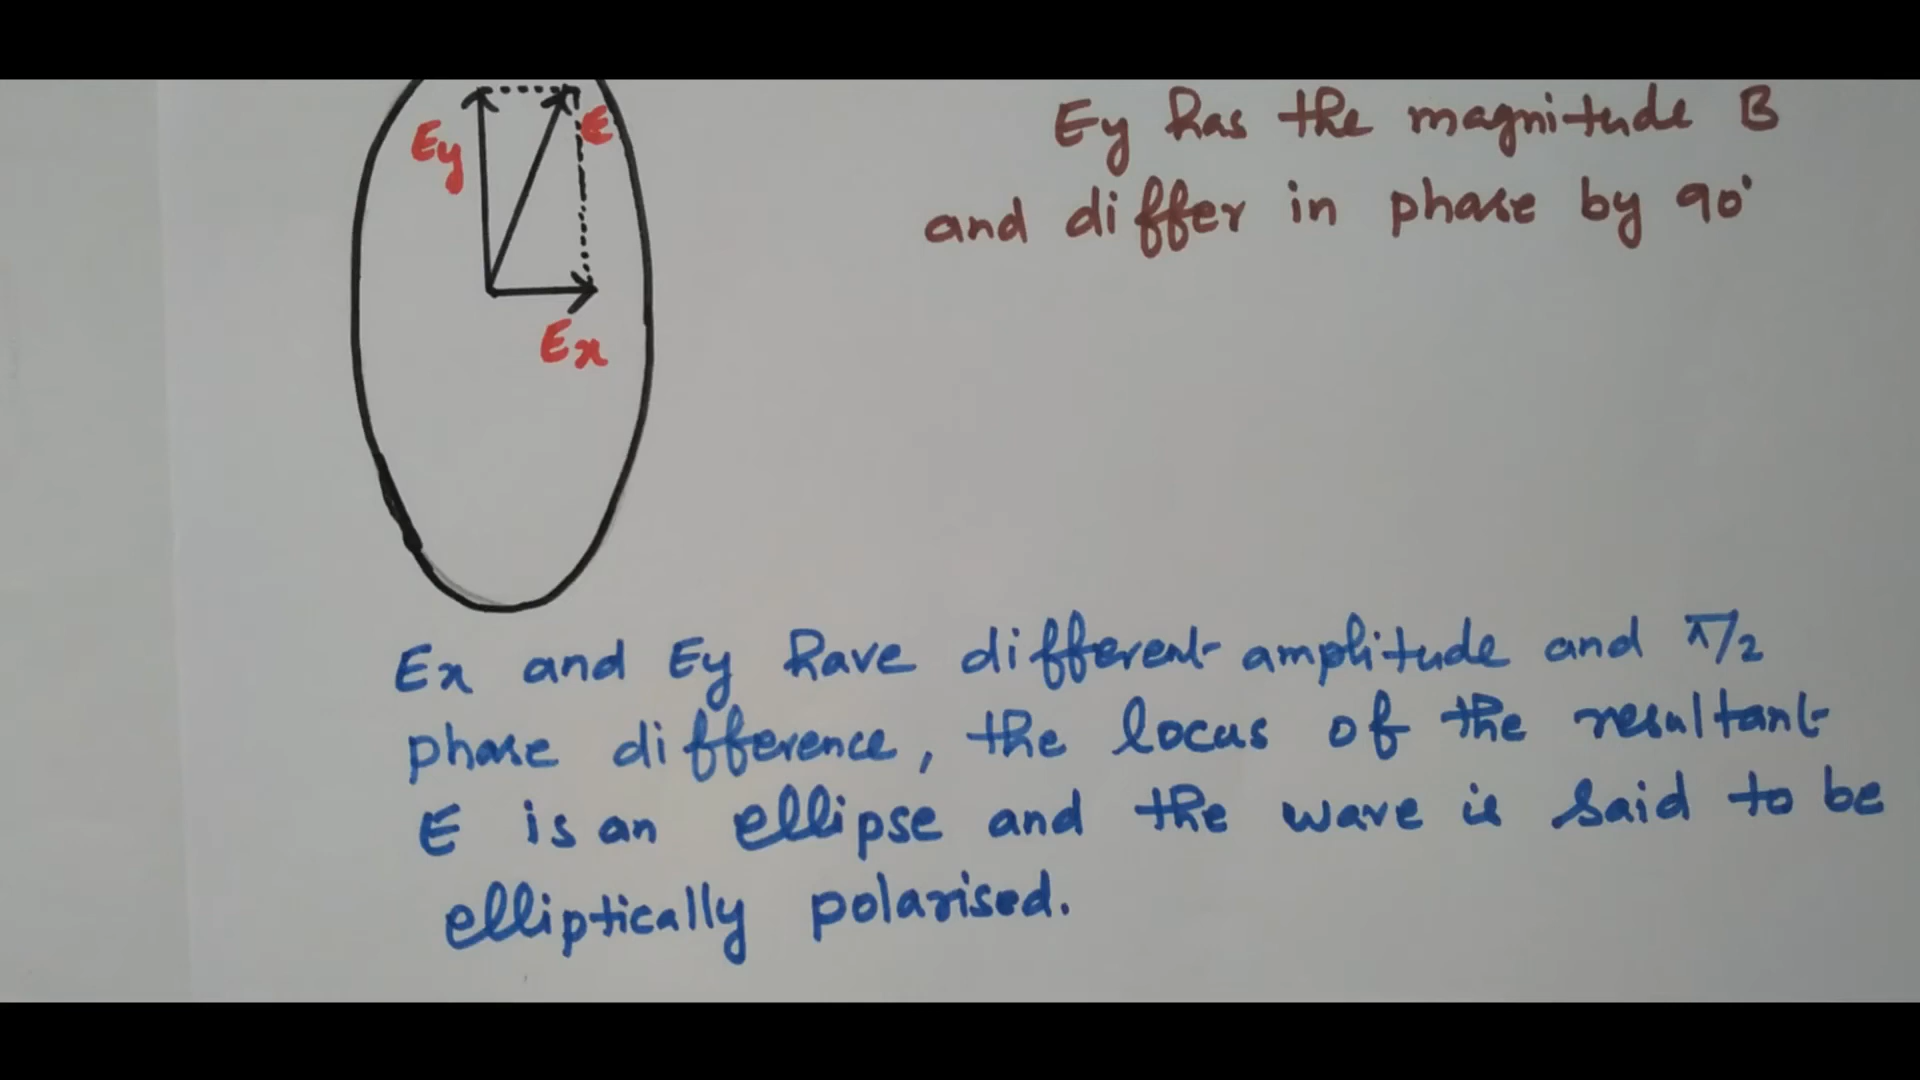 Ey
E
Ex
Ey has the magnitude B
and differ in phase by 90°
Ex and Ey have different amplitude and π/2
phase difference, the locus of the resultant
E is an ellipse and the wave is said to be
elliptically polarised.